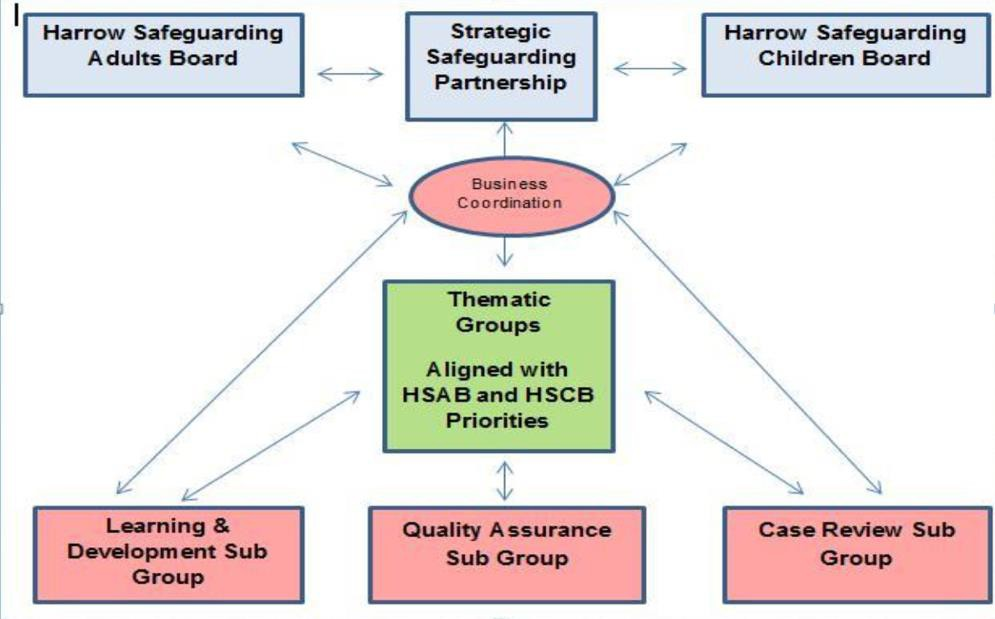 Harrow Safeguarding
Adults Board
Strategic
Safeguarding
Partnership
Harrow Safeguarding
Children Board
Business
Coordination
Thematic
Groups
Aligned with
HSAB and HSCB
Priorities
Learning &
Development Sub
Group
Quality Assurance
Sub Group
Case Review Sub
Group